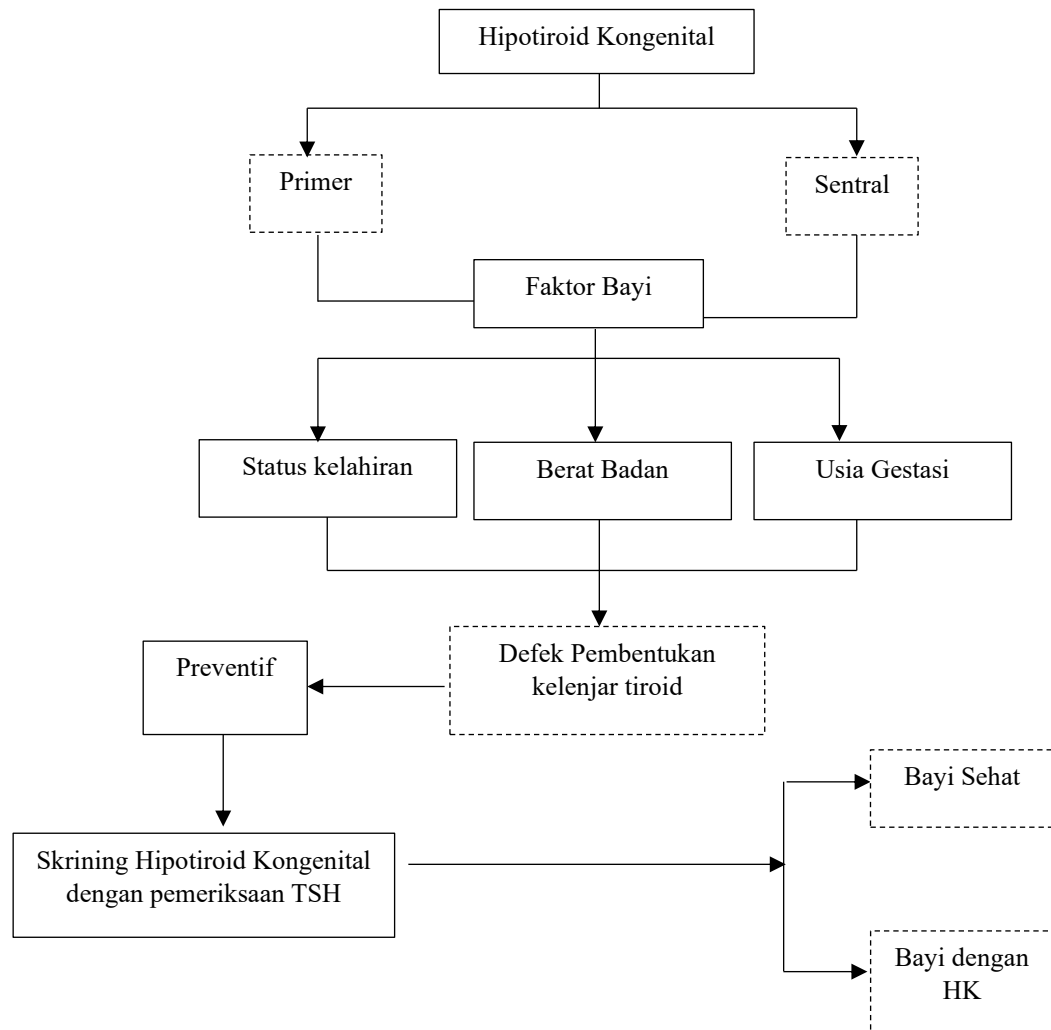 Hipotiroid Kongenital
Primer
Sentral
Faktor Bayi
Status kelahiran
Berat Badan
Usia Gestasi
Defek Pembentukan
kelenjar tiroid
Preventif
Bayi Sehat
Skrining Hipotiroid Kongenital
dengan pemeriksaan TSH
Bayi dengan
HK